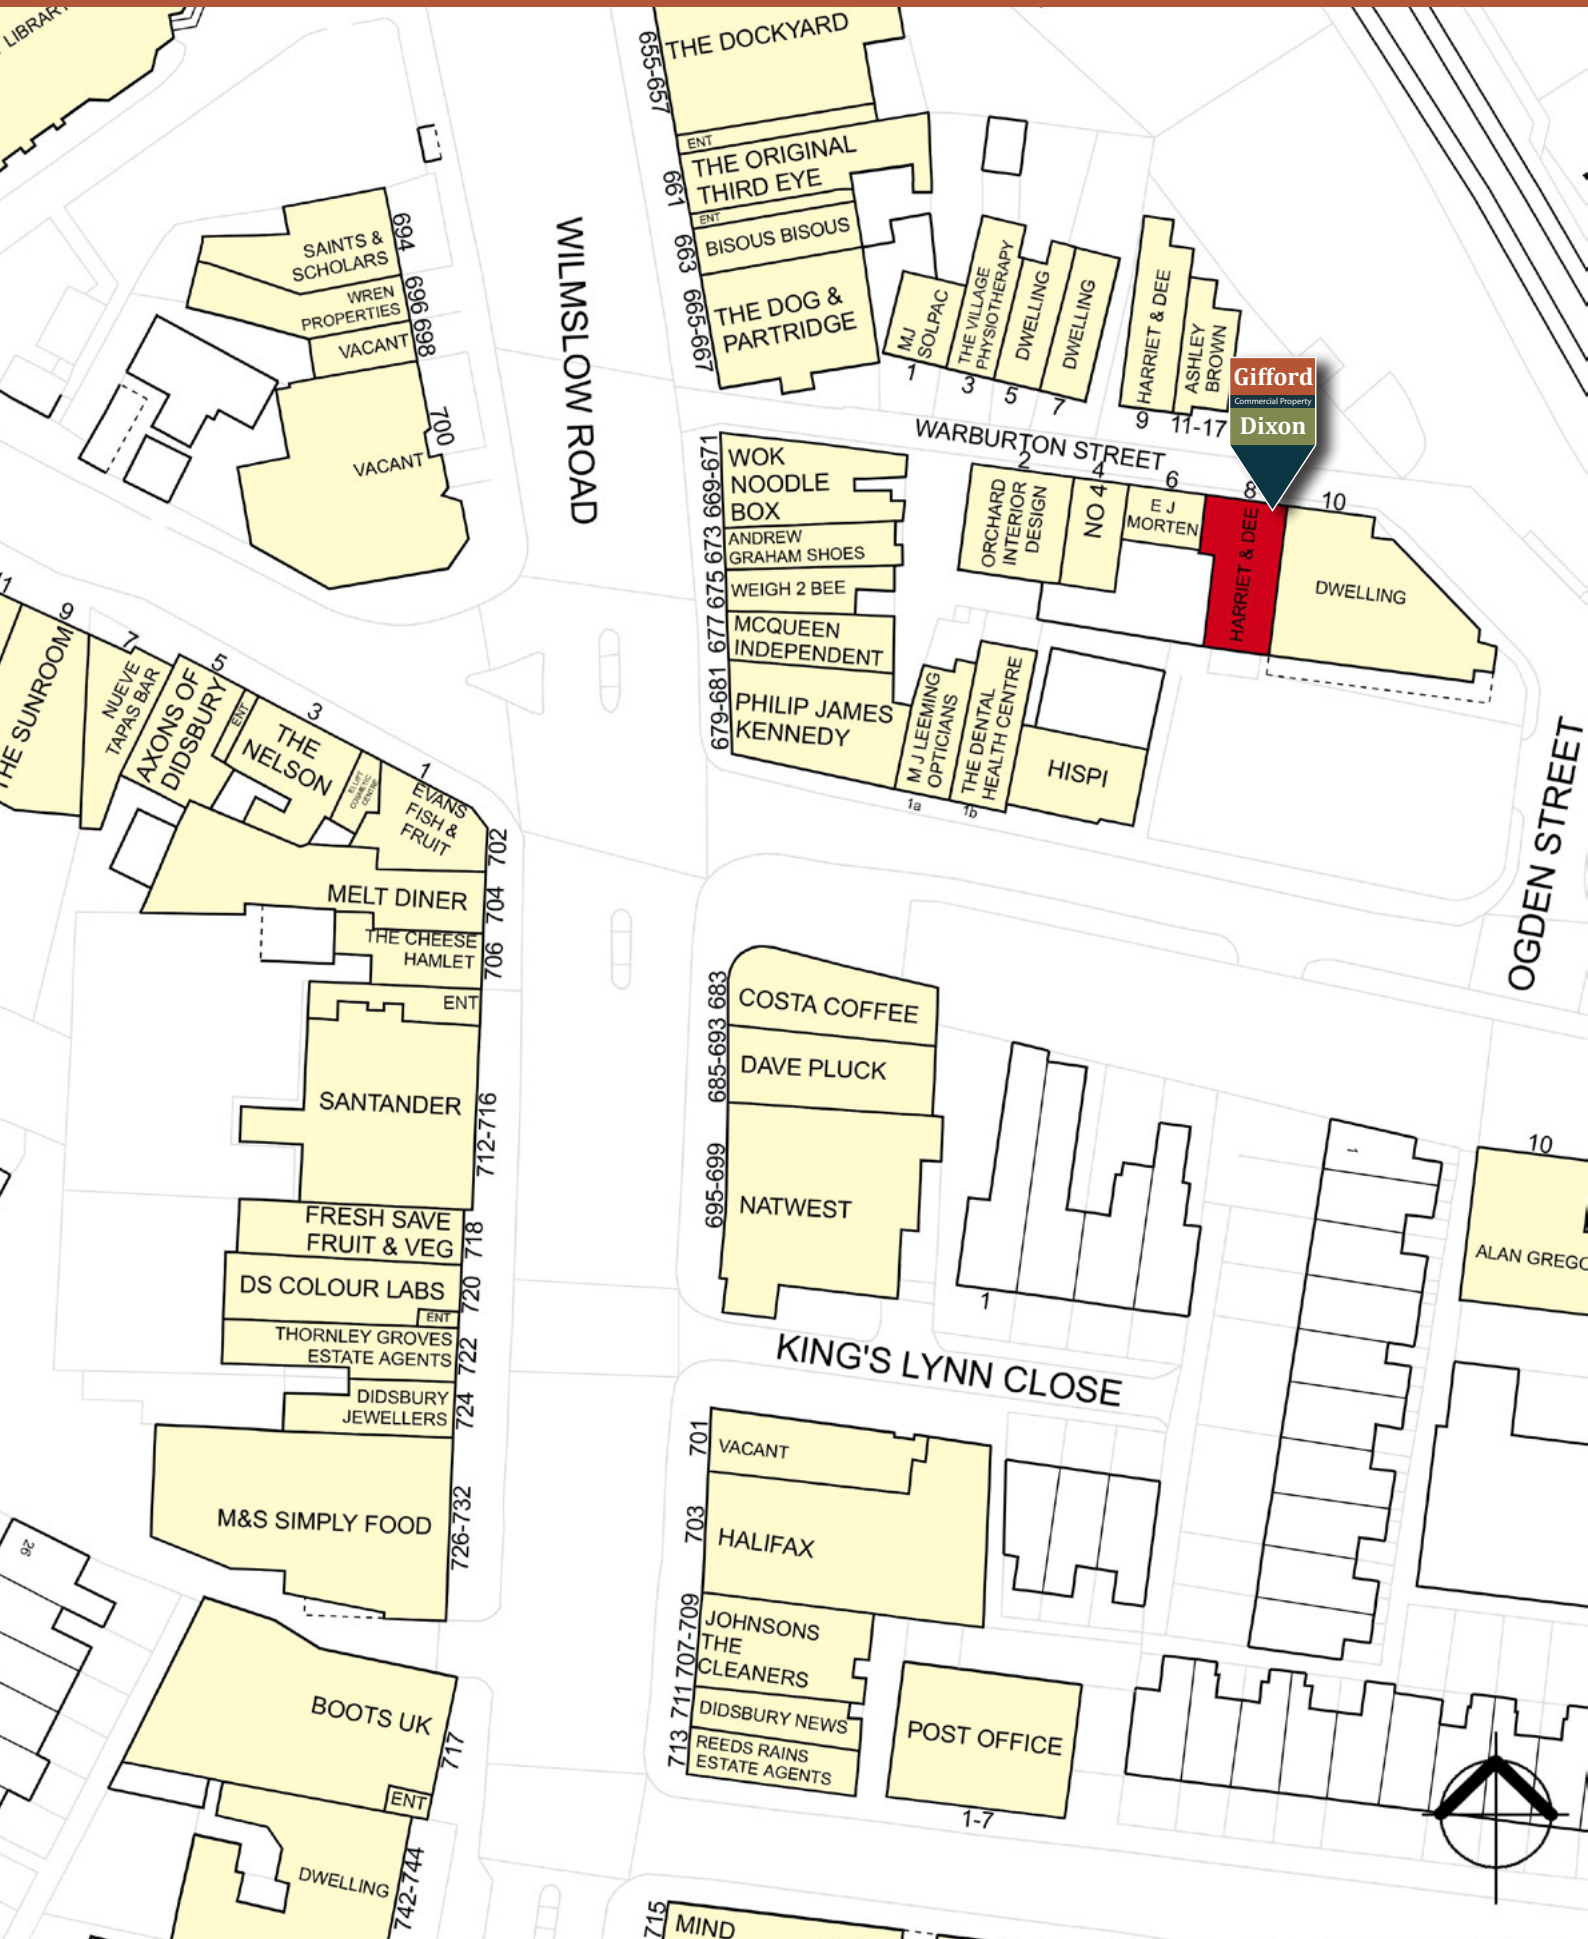 LIBRARY
THE DOCKYARD
655-657
ENT
THE ORIGINAL
THIRD EYE
661
ENT
BISOUS BISOUS
663
THE DOG &
PARTRIDGE
665-667
SAINTS &
SCHOLARS
694
WREN
PROPERTIES
696
VACANT
698
VACANT
700
WILMSLOW ROAD
MJ
SOLPAC
1
THE VILLAGE
PHYSIOTHERAPY
3
DWELLING
5
DWELLING
7
HARRIET & DEE
9
ASHLEY
BROWN
11-17
Gifford
Commercial Property
Dixon
WARBURTON STREET
WOK
NOODLE
BOX
669-671
ANDREW
GRAHAM SHOES
673
WEIGH 2 BEE
675
MCQUEEN
INDEPENDENT
677
PHILIP JAMES
KENNEDY
679-681
2
ORCHARD
INTERIOR
DESIGN
4
NO 4
6
E J
MORTEN
8
HARRIET & DEE
10
DWELLING
M J LEEMING
OPTICIANS
1a
THE DENTAL
HEALTH CENTRE
1b
HISPI
OGDEN STREET
11
9
THE SUNROOM
7
NUEVE
TAPAS BAR
5
AXONS OF
DIDSBURY
ENT
3
THE
NELSON
COSMETIC
CENTRE
1
EVANS
FISH &
FRUIT
702
MELT DINER
704
THE CHEESE
HAMLET
706
ENT
SANTANDER
712-716
FRESH SAVE
FRUIT & VEG
718
DS COLOUR LABS
720
ENT
THORNLEY GROVES
ESTATE AGENTS
722
DIDSBURY
JEWELLERS
724
M&S SIMPLY FOOD
726-732
BOOTS UK
717
ENT
DWELLING
742-744
26
COSTA COFFEE
683
DAVE PLUCK
685-693
NATWEST
695-699
1
1
10
ALAN GREGO
KING'S LYNN CLOSE
VACANT
701
HALIFAX
703
JOHNSONS
THE
CLEANERS
707-709
DIDSBURY NEWS
711
REEDS RAINS
ESTATE AGENTS
713
POST OFFICE
1-7
715
MIND